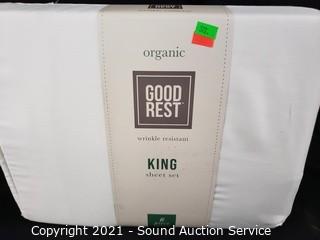 organic
GOOD
REST
wrinkle resistant
KING
sheet set
Copyright 2021 - Sound Auction Service